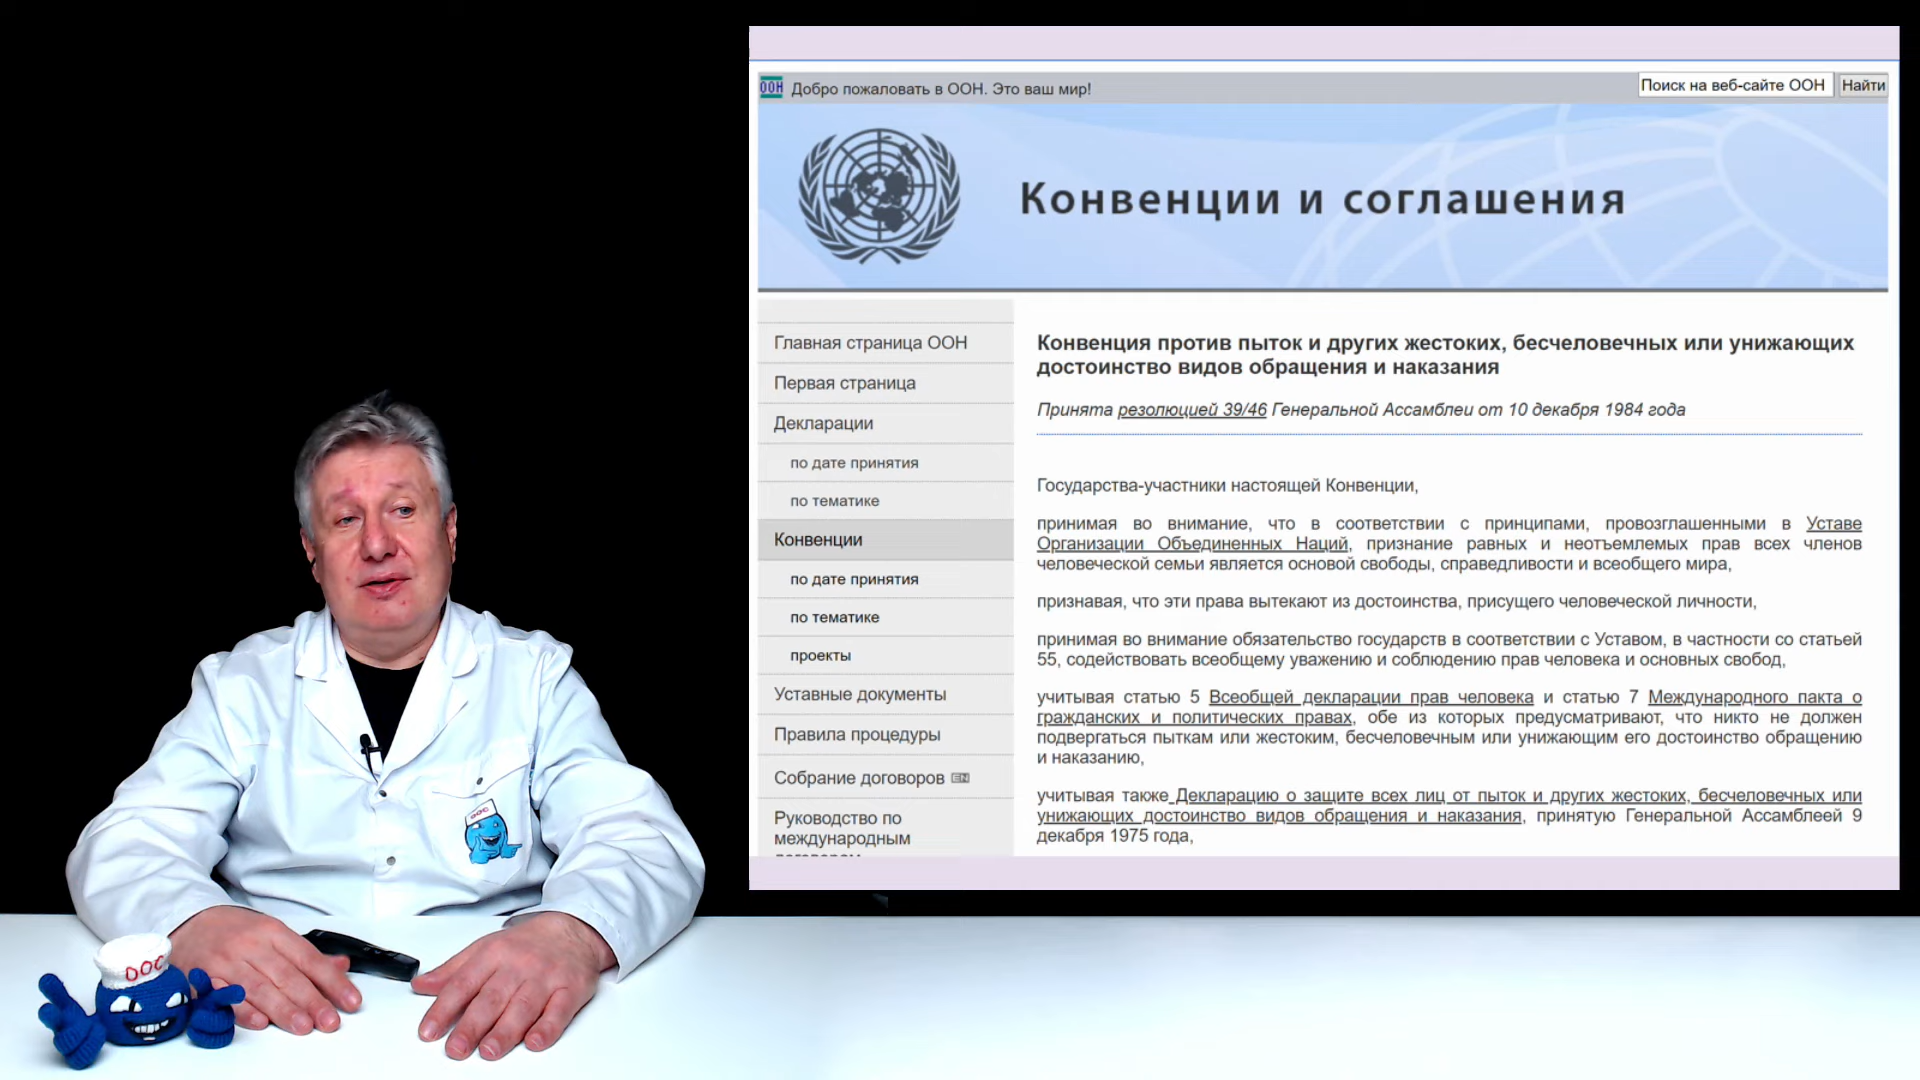 ООН Добро пожаловать в ООН. Это ваш мир!
Поиск на веб-сайте ООН Найти
Конвенции и соглашения
Главная страница ООН
Первая страница
Декларации
по дате принятия
по тематике
Конвенции
по дате принятия
по тематике
проекты
Уставные документы
Правила процедуры
Собрание договоров EN
Руководство по
международным
договорам
Конвенция против пыток и других жестоких, бесчеловечных или унижающих
достоинство видов обращения и наказания
Принята резолюцией 39/46 Генеральной Ассамблеи от 10 декабря 1984 года
Государства-участники настоящей Конвенции,
принимая во внимание, что в соответствии с принципами, провозглашенными в Уставе
Организации Объединенных Наций, признание равных и неотъемлемых прав всех членов
человеческой семьи является основой свободы, справедливости и всеобщего мира,
признавая, что эти права вытекают из достоинства, присущего человеческой личности,
принимая во внимание обязательство государств в соответствии с Уставом, в частности со статьей
55, содействовать всеобщему уважению и соблюдению прав человека и основных свобод,
учитывая статью 5 Всеобщей декларации прав человека и статью 7 Международного пакта о
гражданских и политических правах, обе из которых предусматривают, что никто не должен
подвергаться пыткам или жестоким, бесчеловечным или унижающим его достоинство обращению
и наказанию,
учитывая также Декларацию о защите всех лиц от пыток и других жестоких, бесчеловечных или
унижающих достоинство видов обращения и наказания, принятую Генеральной Ассамблеей 9
декабря 1975 года,
DOC